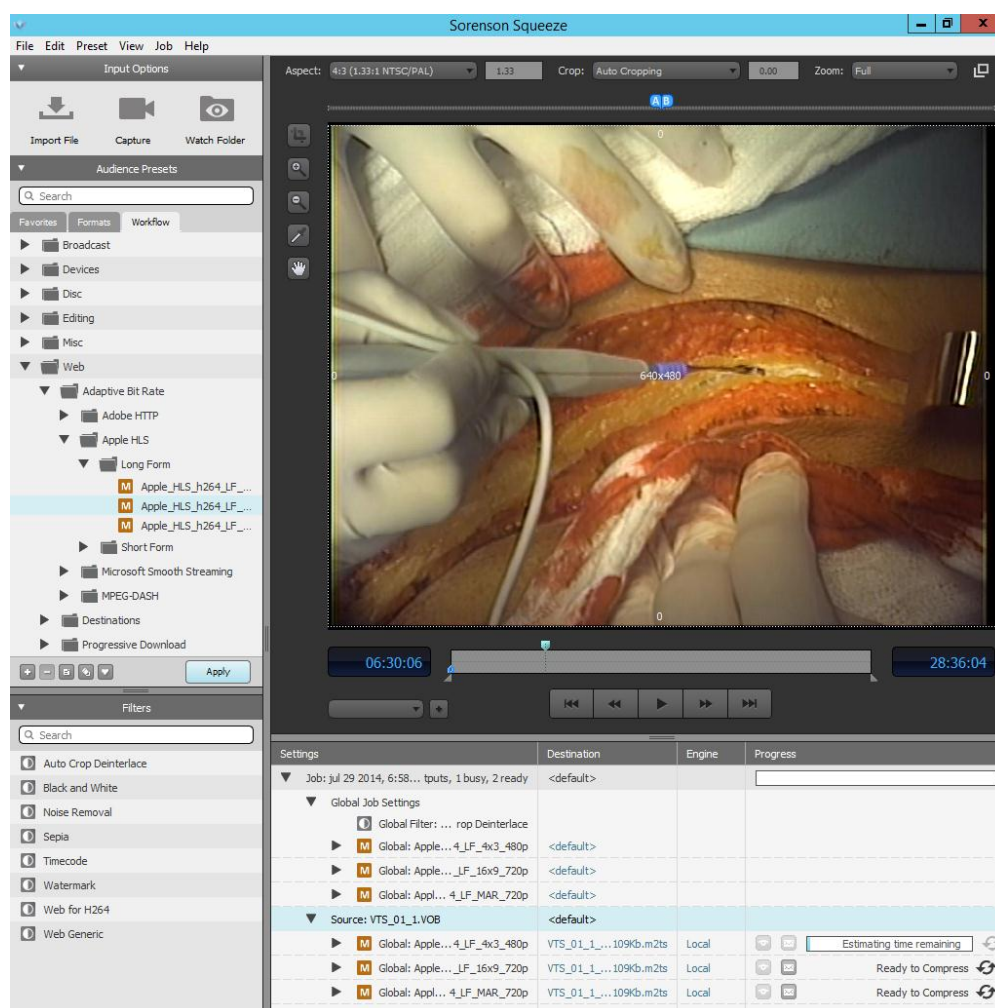 Sorenson Squeeze
File Edit Preset View Job Help
Input Options
Import File Capture Watch Folder
Audience Presets
Search
Favorites Formats Workflow
Broadcast
Devices
Disc
Editing
Misc
Web
Adaptive Bit Rate
Adobe HTTP
Apple HLS
Long Form
M Apple_HLS_h264_LF_...
M Apple_HLS_h264_LF_...
M Apple_HLS_h264_LF_...
Short Form
Microsoft Smooth Streaming
MPEG-DASH
Destinations
Progressive Download
Apply
Filters
Search
Auto Crop Deinterlace
Black and White
Noise Removal
Sepia
Timecode
Watermark
Web for H264
Web Generic
Aspect: 4:3 (1.33:1 NTSC/PAL) 1.33 Crop: Auto Cropping 0.00 Zoom: Full
A B
0
0 640x480 0
0
06:30:06 28:36:04
Settings Destination Engine Progress
Job: jul 29 2014, 6:58... tputs, 1 busy, 2 ready <default>
Global Job Settings
Global Filter: ... rop Deinterlace
M Global: Apple... 4_LF_4x3_480p <default>
M Global: Apple... _LF_16x9_720p <default>
M Global: Appl... 4_LF_MAR_720p <default>
Source: VTS_01_1.VOB <default>
M Global: Apple... 4_LF_4x3_480p VTS_01_1_...109Kb.m2ts Local Estimating time remaining
M Global: Apple... _LF_16x9_720p VTS_01_1_...109Kb.m2ts Local Ready to Compress
M Global: Appl... 4_LF_MAR_720p VTS_01_1_...109Kb.m2ts Local Ready to Compress